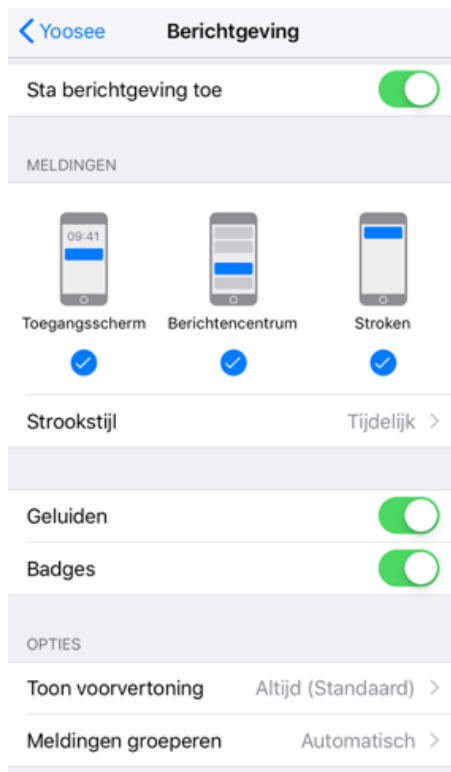 Yoosee Berichtgeving
Sta berichtgeving toe
MELDINGEN
09:41
Toegangsscherm Berichtencentrum Stroken
Strookstijl Tijdelijk
Geluiden
Badges
OPTIES
Toon voorvertoning Altijd (Standaard)
Meldingen groeperen Automatisch